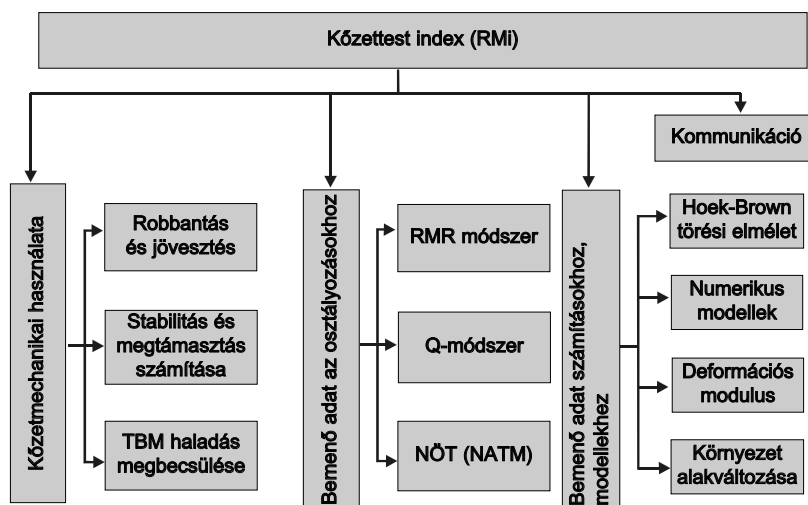 Kőzettest index (RMi)
Kommunikáció
Kőzetmechanikai használata
Robbantás
és jövesztés
Stabilitás és
megtámasztás
számítása
TBM haladás
megbecsülése
Bemenő adat az osztályozásokhoz
RMR módszer
Q-módszer
NÖT (NATM)
Bemenő adat számításokhoz,
modellekhez
Hoek-Brown
törési elmélet
Numerikus
modellek
Deformációs
modulus
Környezet
alakváltozása